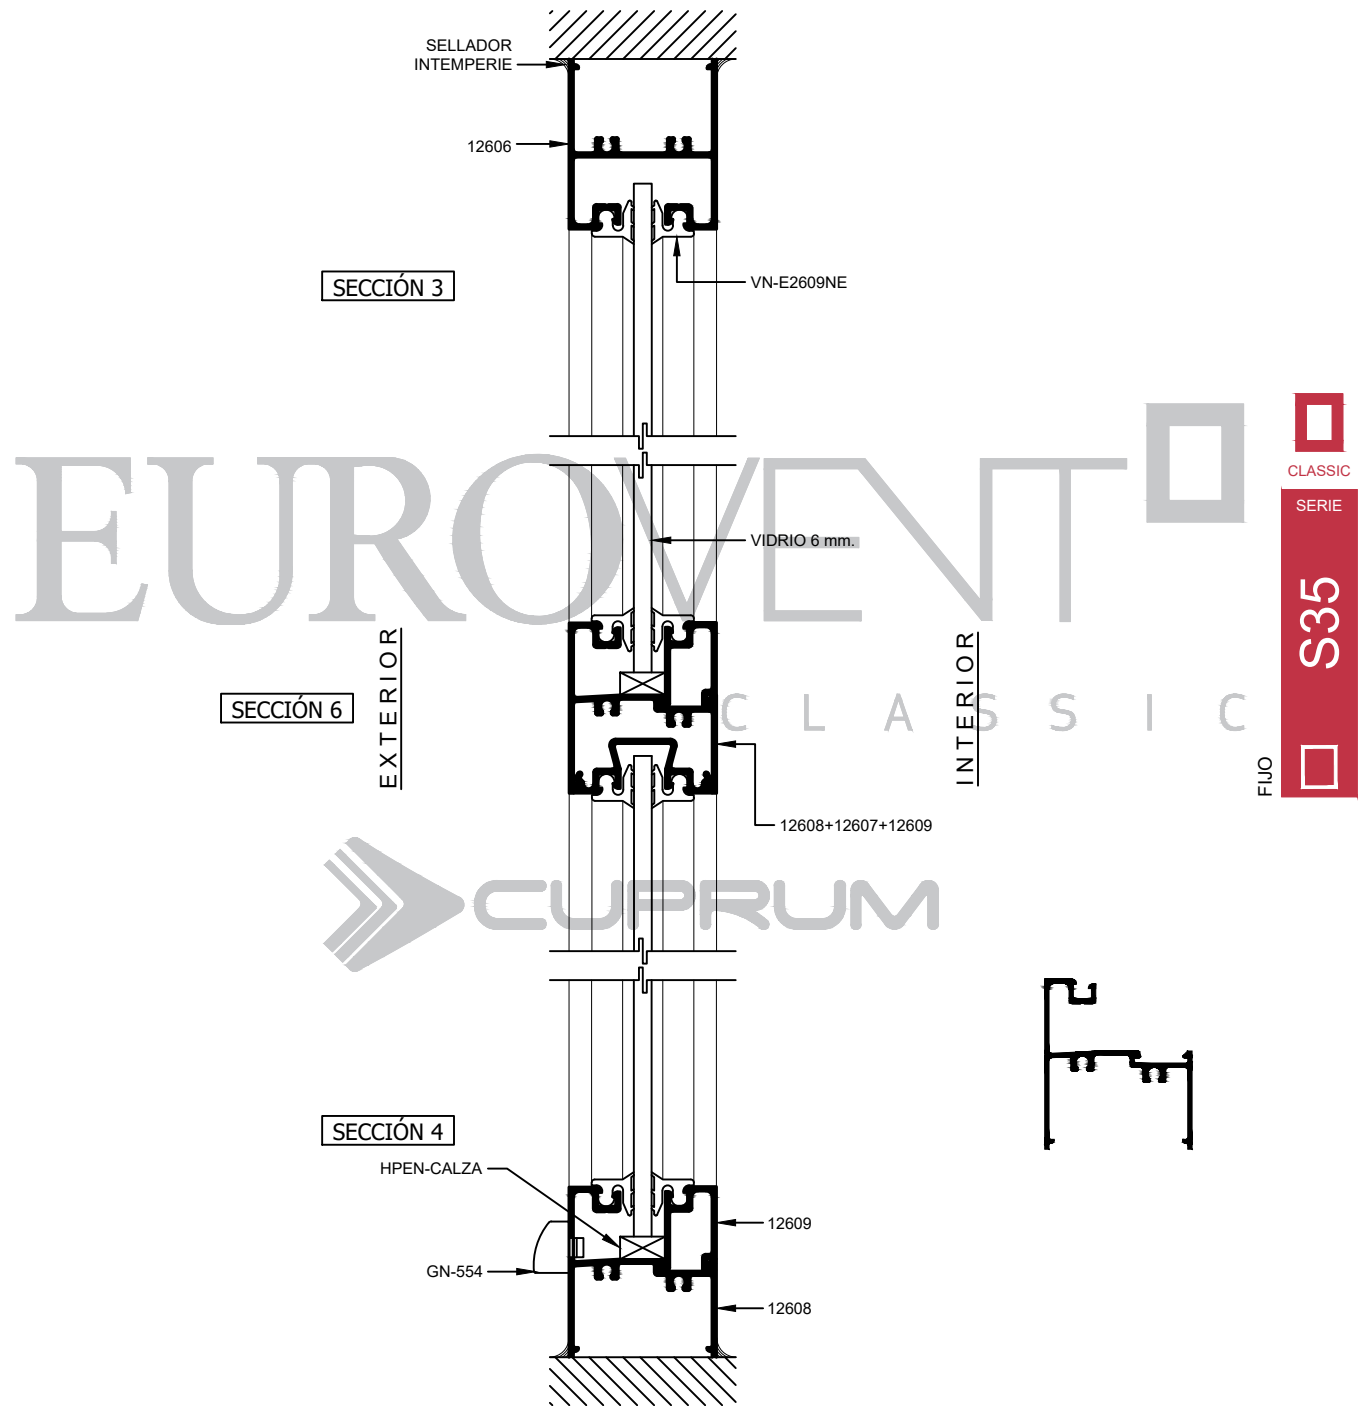 SELLADOR
INTEMPERIE
12606
SECCIÓN 3
VN-E2609NE
EUROVENT
CLASSIC
CLASSIC
SERIE
S35
FIJO
VIDRIO 6 mm.
EXTERIOR
INTERIOR
SECCIÓN 6
12608+12607+12609
CUPRUM
SECCIÓN 4
HPEN-CALZA
GN-554
12609
12608